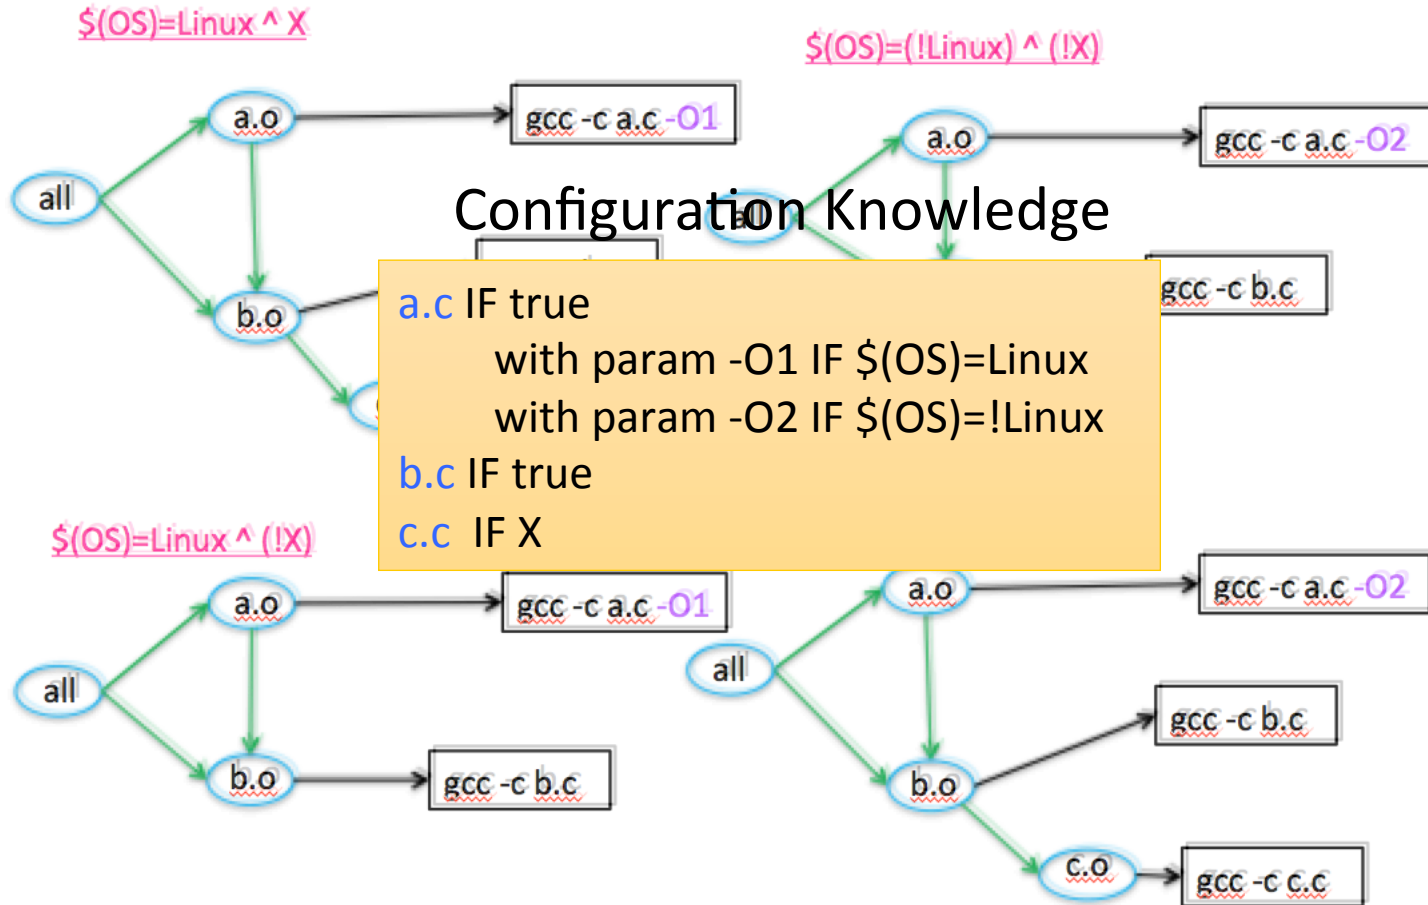 $(OS)=Linux ^ X
$(OS)=(!Linux) ^ (!X)
a.o
gcc -c a.c -O1
a.o
gcc -c a.c -O2
all
all
Configuration Knowledge
b.o
gcc -c b.c
a.c IF true
with param -O1 IF $(OS)=Linux
with param -O2 IF $(OS)=!Linux
b.c IF true
c.c IF X
$(OS)=Linux ^ (!X)
a.o
gcc -c a.c -O1
a.o
gcc -c a.c -O2
all
all
b.o
gcc -c b.c
gcc -c b.c
b.o
c.o
gcc -c c.c